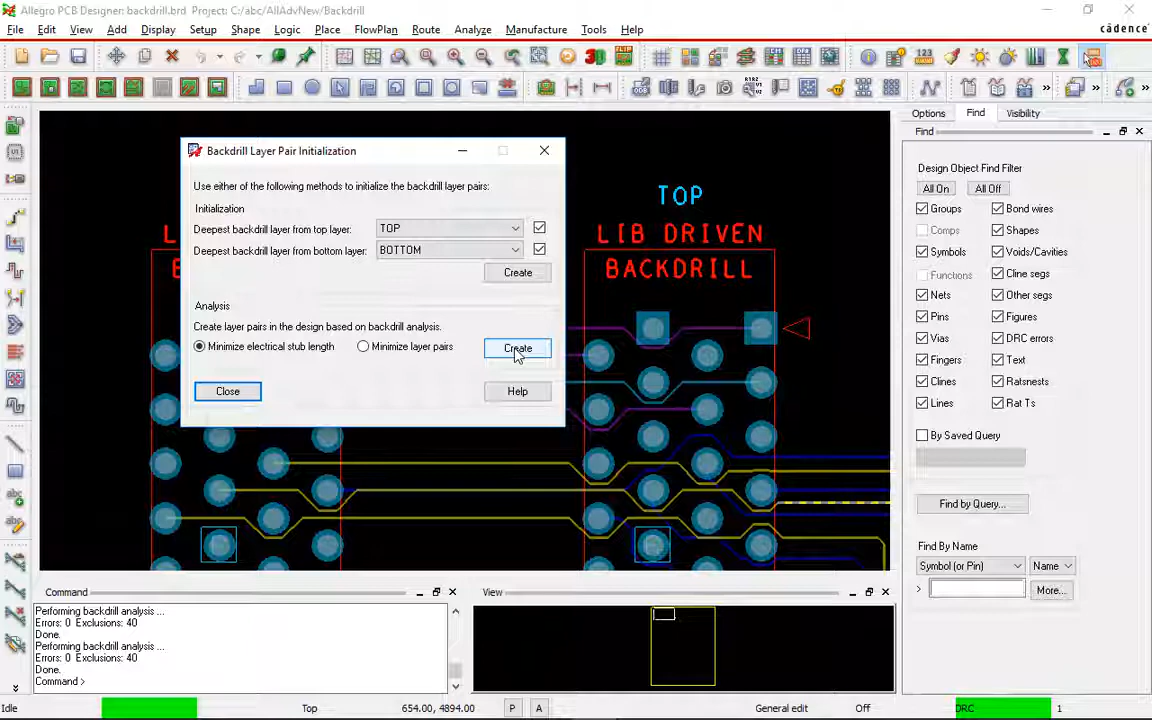 Allegro PCB Designer: backdrill.brd Project: C:/abc/AllAdvNew/Backdrill
File Edit View Add Display Setup Shape Logic Place FlowPlan Route Analyze Manufacture Tools Help
cādence
Options Find Visibility
Find
Design Object Find Filter
All On All Off
Groups Bond wires
Comps Shapes
Symbols Voids/Cavities
Functions Cline segs
Nets Other segs
Pins Figures
Vias DRC errors
Fingers Text
Clines Ratsnests
Lines Rat Ts
By Saved Query
Find by Query...
Find By Name
Symbol (or Pin) Name
> More...
Backdrill Layer Pair Initialization
Use either of the following methods to initialize the backdrill layer pairs:
Initialization
Deepest backdrill layer from top layer: TOP
Deepest backdrill layer from bottom layer: BOTTOM
Create
Analysis
Create layer pairs in the design based on backdrill analysis.
Minimize electrical stub length Minimize layer pairs Create
Close Help
TOP
LIB DRIVEN
BACKDRILL
L
B
Command
Performing backdrill analysis ...
Errors: 0 Exclusions: 40
Done.
Performing backdrill analysis ...
Errors: 0 Exclusions: 40
Done.
Command >
View
Idle Top 654.00, 4894.00 P A General edit Off DRC 1